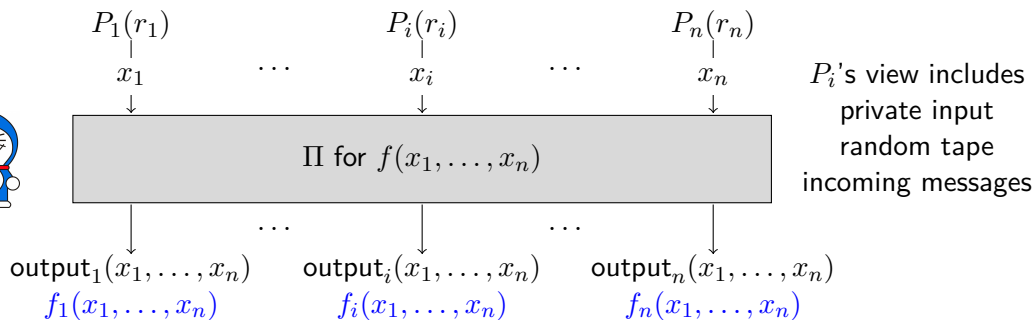 P_1(r_1) P_i(r_i) P_n(r_n)
x_1 ... x_i ... x_n
P_i's view includes
private input
random tape
incoming messages
Π for f(x_1, ..., x_n)
... ...
output_1(x_1, ..., x_n) output_i(x_1, ..., x_n) output_n(x_1, ..., x_n)
f_1(x_1, ..., x_n) f_i(x_1, ..., x_n) f_n(x_1, ..., x_n)